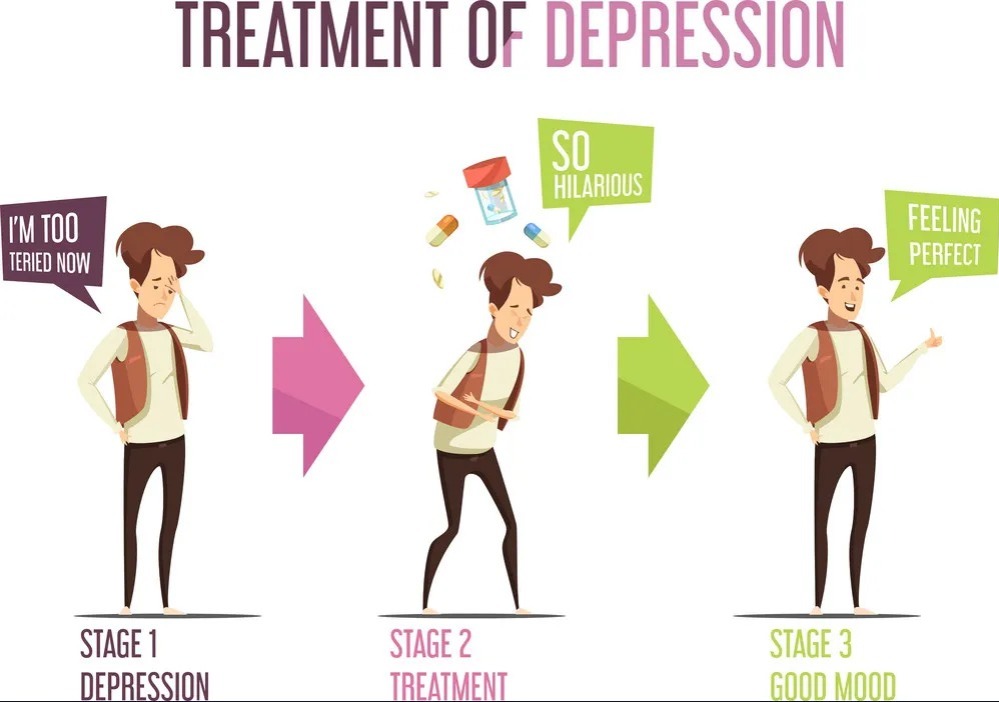 TREATMENT OF DEPRESSION
I'M TOO
TERIED NOW
SO
HILARIOUS
FEELING
PERFECT
STAGE 1
DEPRESSION
STAGE 2
TREATMENT
STAGE 3
GOOD MOOD